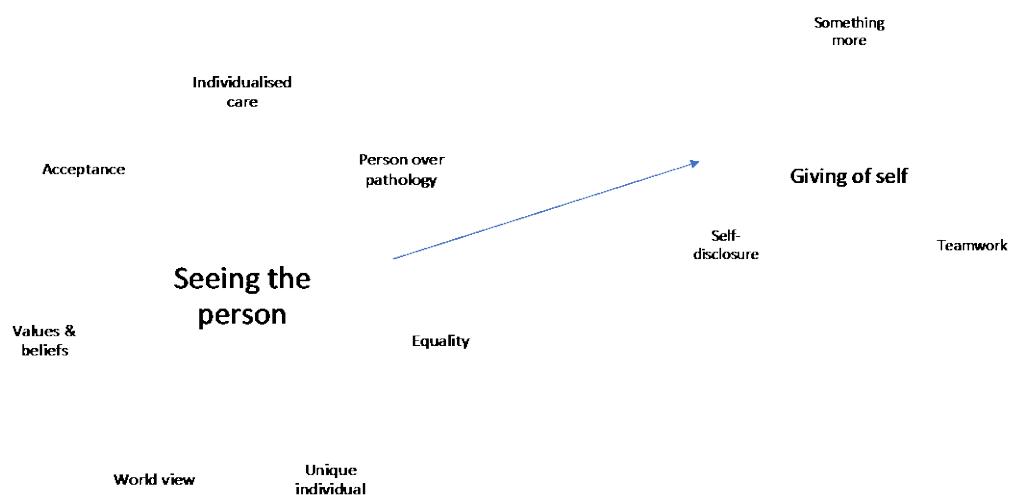 Something
more
Individualised
care
Acceptance
Person over
pathology
Giving of self
Self-
disclosure
Teamwork
Seeing the
person
Values &
beliefs
Equality
World view
Unique
individual